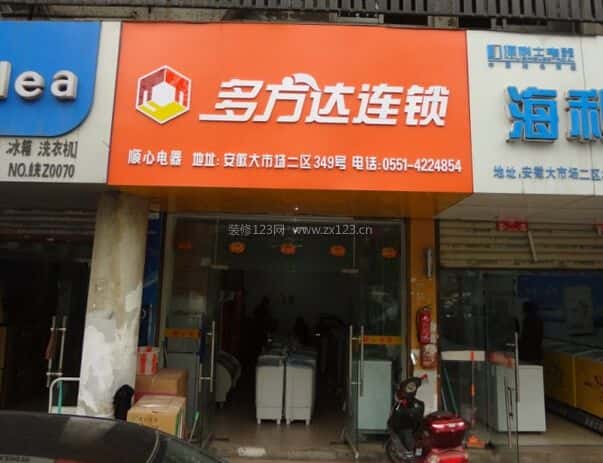 多方达连锁
顺心电器 地址: 安徽大市场二区349号 电话:0551-4224854
lea
冰箱 洗衣机
NO.皖Z0070
海利
地址:安徽大市场二区
装修123网 www.zx123.cn